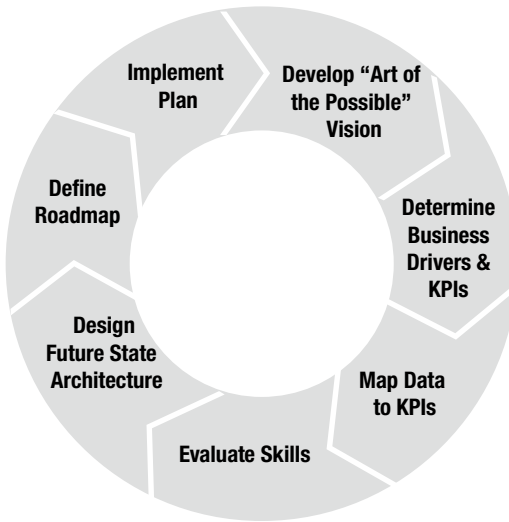 Develop “Art of
the Possible”
Vision
Determine
Business
Drivers &
KPIs
Map Data
to KPIs
Evaluate Skills
Design
Future State
Architecture
Define
Roadmap
Implement
Plan